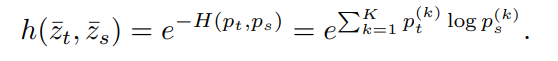 h(z̄_t, z̄_s) = e^{-H(p_t,p_s)} = e^{∑_{k=1}^{K} p_t^{(k)} log p_s^{(k)}}.